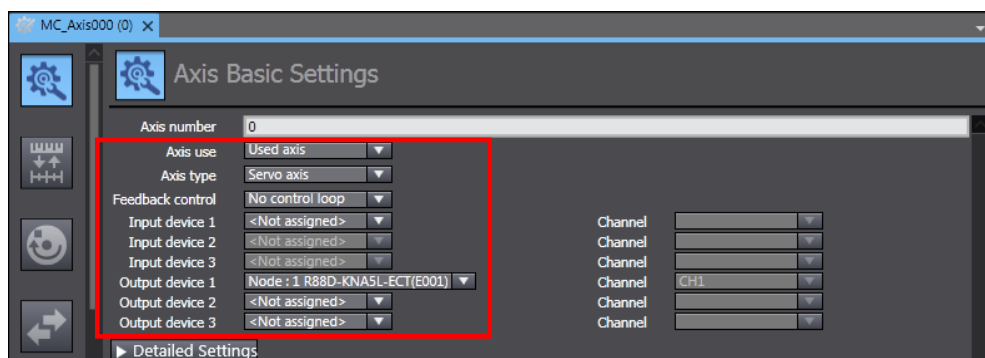 MC_Axis000 (0)
Axis Basic Settings
Axis number 0
Axis use Used axis
Axis type Servo axis
Feedback control No control loop
Input device 1 <Not assigned> Channel
Input device 2 <Not assigned> Channel
Input device 3 <Not assigned> Channel
Output device 1 Node : 1 R88D-KNA5L-ECT(E001) Channel CH1
Output device 2 <Not assigned> Channel
Output device 3 <Not assigned> Channel
Detailed Settings